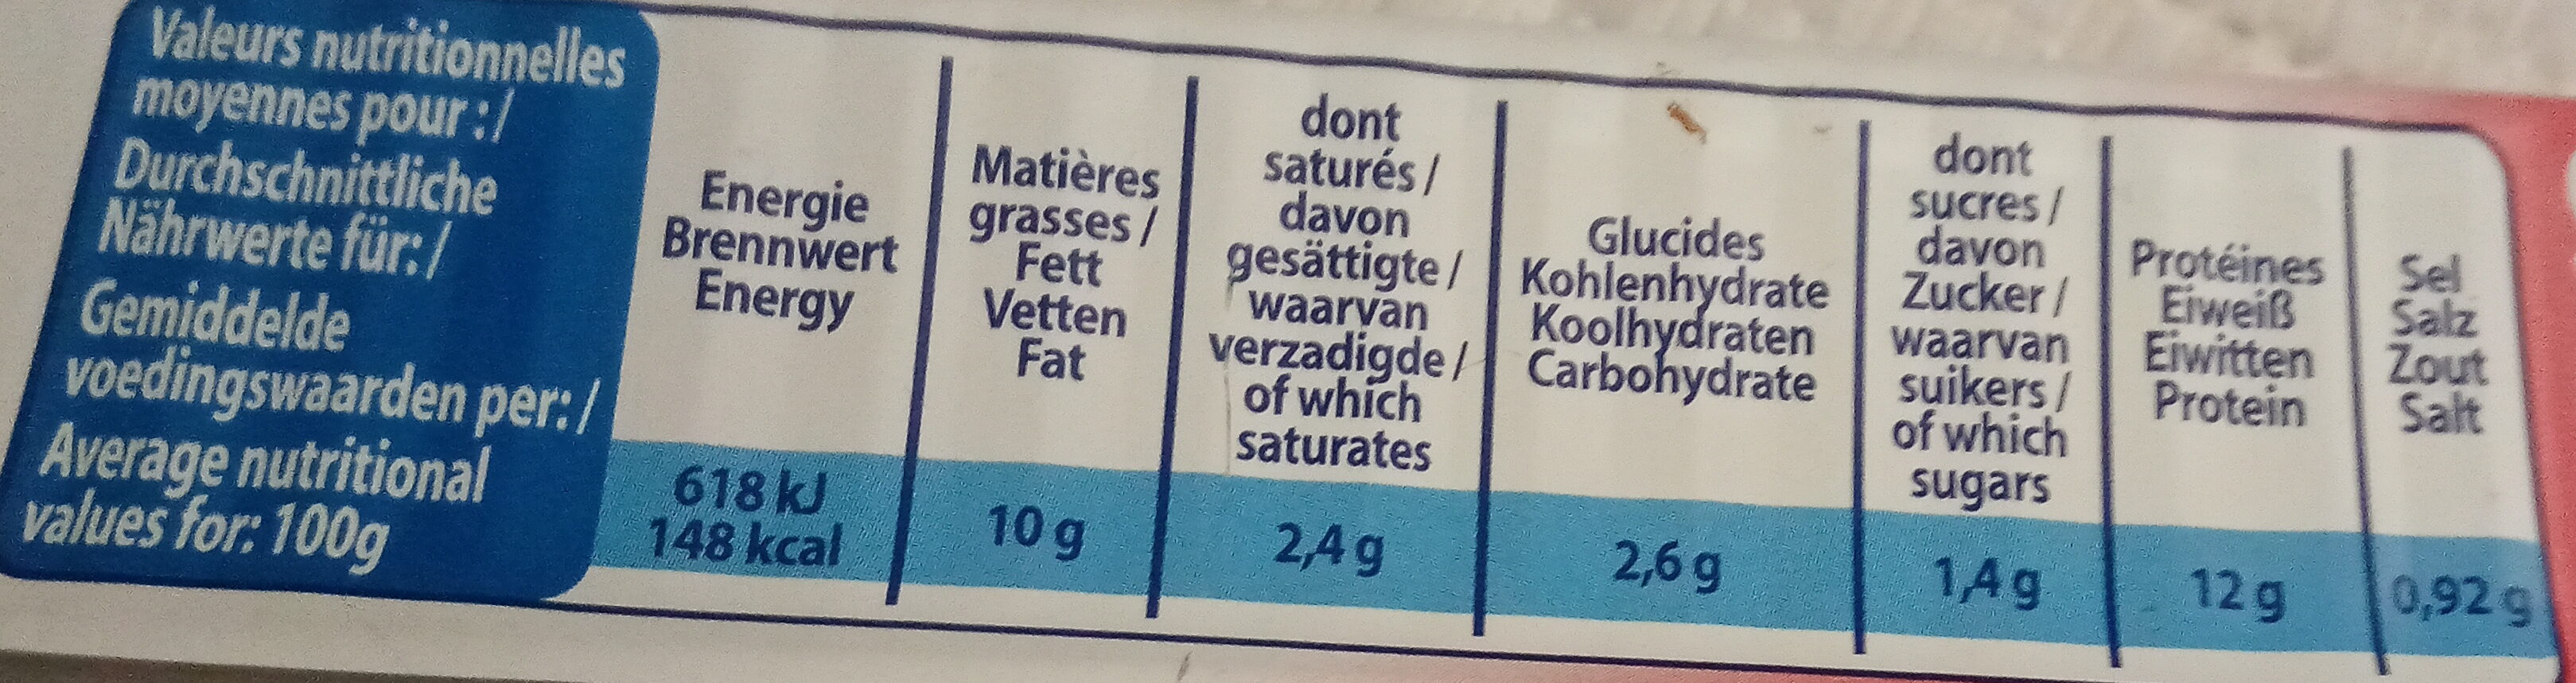 Valeurs nutritionnelles
moyennes pour :/
Durchschnittliche
Nährwerte für: /
Gemiddelde
voedingswaarden per: /
Average nutritional
values for: 100g
Energie
Brennwert
Energy
618 kJ
148 kcal
Matières
grasses /
Fett
Vetten
Fat
10 g
dont
saturés /
davon
gesättigte /
waarvan
verzadigde /
of which
saturates
2,4 g
Glucides
Kohlenhydrate
Koolhydraten
Carbohydrate
2,6 g
dont
sucres /
davon
Zucker /
waarvan
suikers /
of which
sugars
1,4 g
Protéines
Eiweiß
Eiwitten
Protein
12 g
Sel
Salz
Zout
Salt
0,92 g